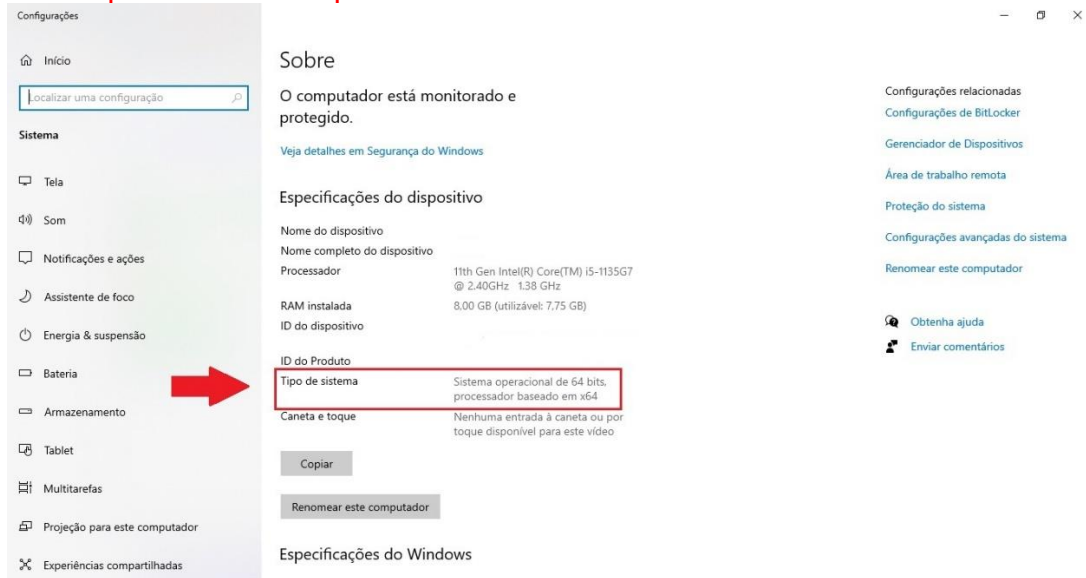 Configurações
Início
Localizar uma configuração
Sistema
Tela
Som
Notificações e ações
Assistente de foco
Energia & suspensão
Bateria
Armazenamento
Tablet
Multitarefas
Projeção para este computador
Experiências compartilhadas
Sobre
O computador está monitorado e
protegido.
Veja detalhes em Segurança do Windows
Especificações do dispositivo
Nome do dispositivo
Nome completo do dispositivo
Processador 11th Gen Intel(R) Core(TM) i5-1135G7
@ 2.40GHz 1.38 GHz
RAM instalada 8,00 GB (utilizável: 7,75 GB)
ID do dispositivo
ID do Produto
Tipo de sistema Sistema operacional de 64 bits,
processador baseado em x64
Caneta e toque Nenhuma entrada à caneta ou por
toque disponível para este vídeo
Copiar
Renomear este computador
Especificações do Windows
Configurações relacionadas
Configurações de BitLocker
Gerenciador de Dispositivos
Área de trabalho remota
Proteção do sistema
Configurações avançadas do sistema
Renomear este computador
Obtenha ajuda
Enviar comentários